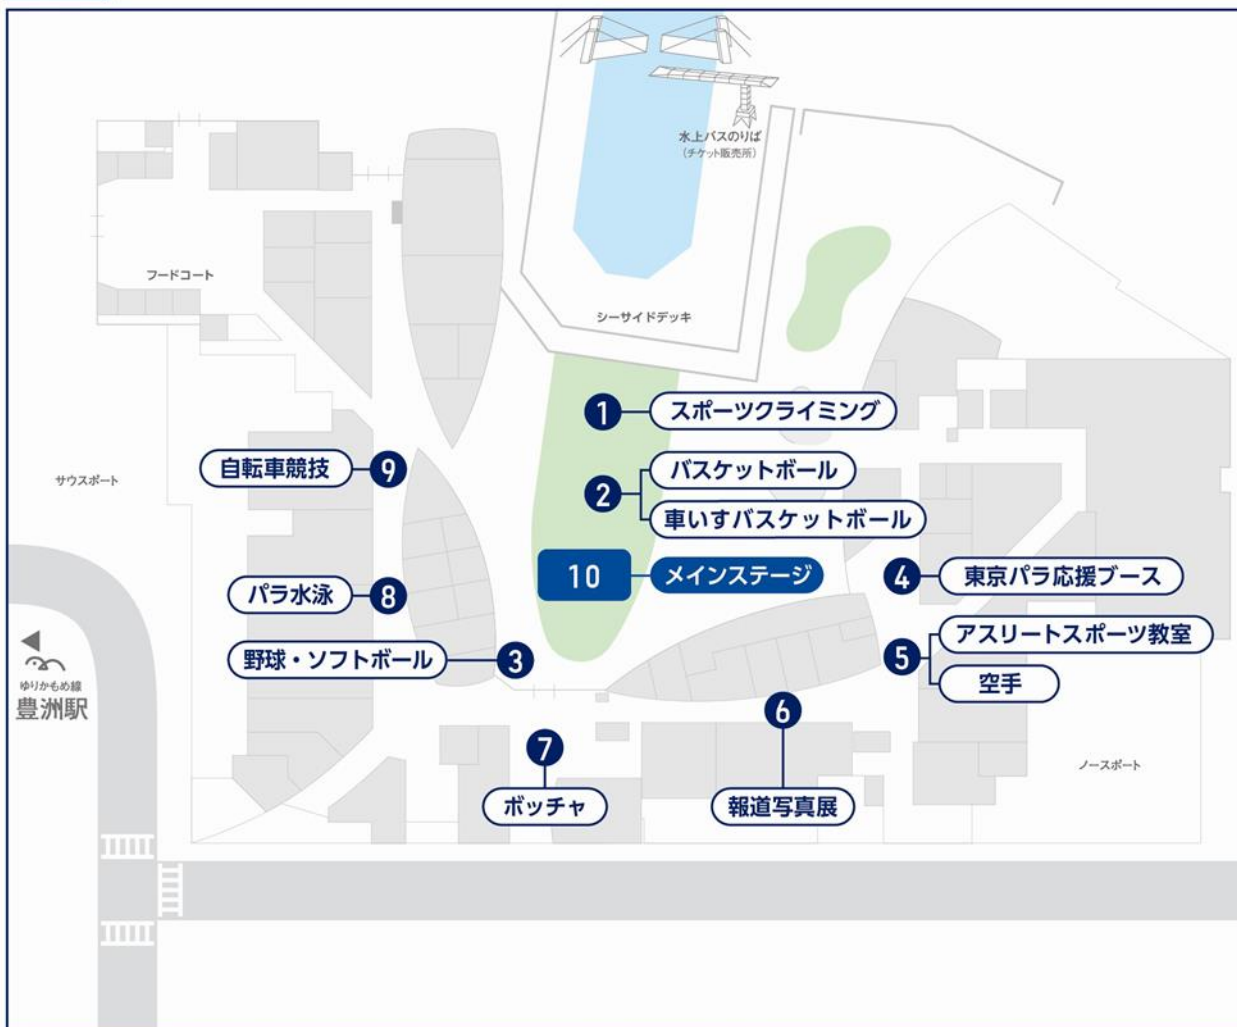 水上バスのりば
(チケット販売所)
フードコート
シーサイドデッキ
1 スポーツクライミング
サウスポート
自転車競技 9
2 バスケットボール
車いすバスケットボール
10 メインステージ
4 東京パラ応援ブース
パラ水泳 8
野球・ソフトボール 3
5 アスリートスポーツ教室
空手
ゆりかもめ線
豊洲駅
6
報道写真展
7
ボッチャ
ノースポート